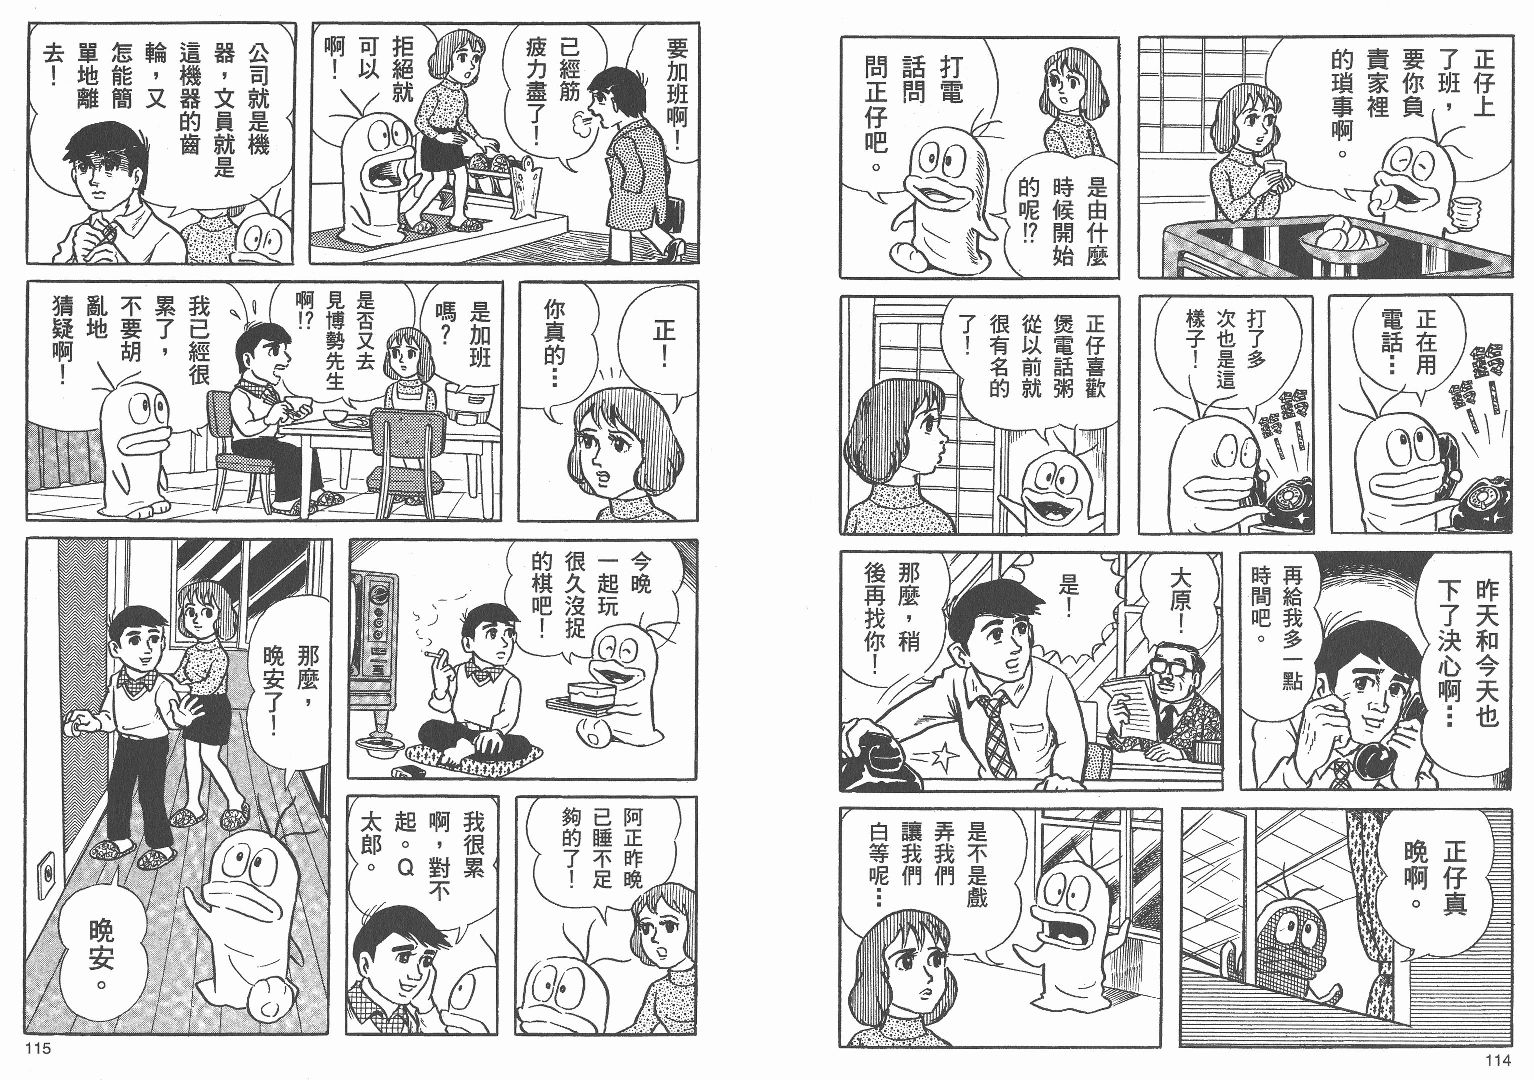 正仔上
了班，
要你負
責家裡
的瑣事啊。
是由什麼
時候開始
的呢!?
打電
話問
問正仔吧。
鈴鈴
鈴鈴
正在用
電話…
鈴鈴
鈴鈴
打了多
次也是這
樣子！
正仔喜歡
煲電話粥
從以前就
很有名的
了！
昨天和今天也
下了決心啊…
再給我多一點
時間吧。
大原！
是！
那麼，稍
後再找你！
正仔真
晚啊。
是不是戲
弄我們
讓我們
白等呢…
114
要加班啊！
已經筋
疲力盡了！
拒絕就
可以
啊！
公司就是機
器，文員就是
這機器的齒
輪，又
怎能簡
單地離
去！
正！
你真的…
是加班
嗎？
是否又去
見博勢先生
啊!?
我已經很
累了，
不要胡
亂地
猜疑啊！
今晚
一起玩
很久沒捉
的棋吧！
阿正昨晚
已睡不足
夠的了！
我很累
啊，對不
起。Q
太郎。
那麼，
晚安了！
晚安。
115